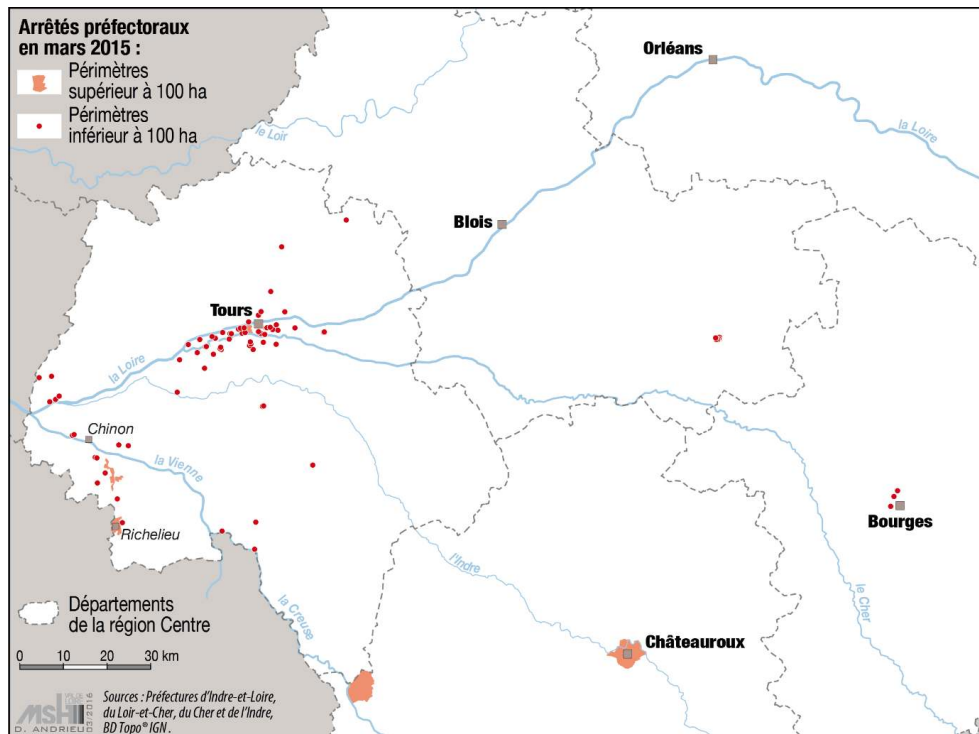 Arrêtés préfectoraux
en mars 2015 :
Périmètres
supérieur à 100 ha
Périmètres
inférieur à 100 ha
Orléans
le Loir
la Loire
Blois
Tours
la Loire
Chinon
la Vienne
Bourges
Richelieu
l'Indre
le Cher
la Creuse
Départements
de la région Centre
Châteauroux
0 10 20 30 km
Sources : Préfectures d'Indre-et-Loire,
du Loir-et-Cher, du Cher et de l'Indre,
BD Topo® IGN .
MSH
D. ANDRIEU
03/2016